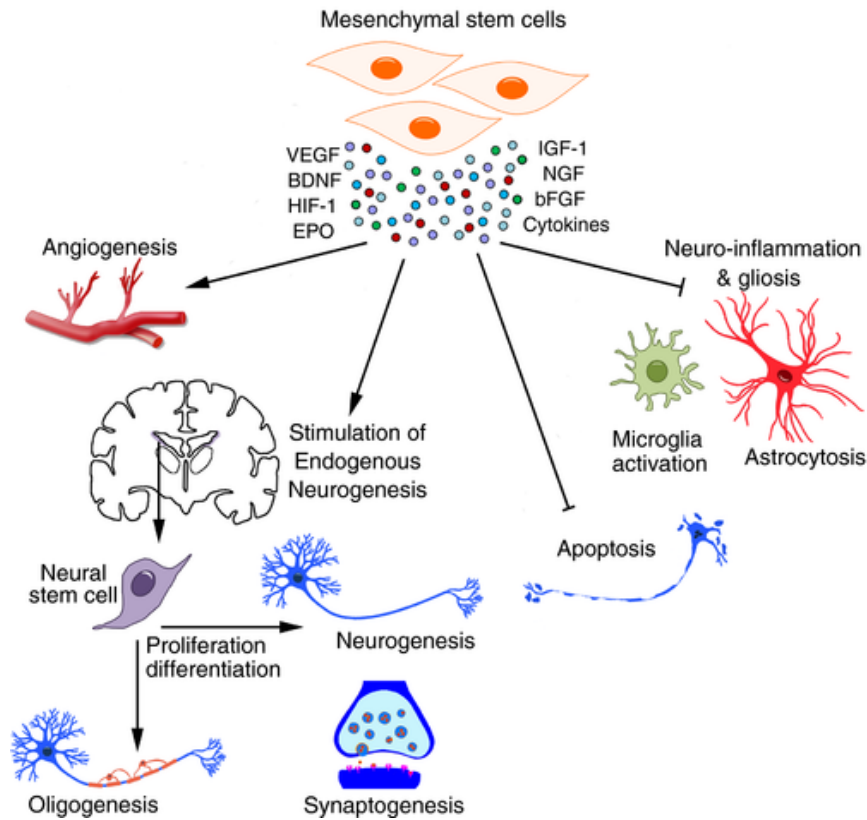 Mesenchymal stem cells
VEGF
BDNF
HIF-1
EPO
IGF-1
NGF
bFGF
Cytokines
Angiogenesis
Neuro-inflammation
& gliosis
Microglia
activation
Astrocytosis
Stimulation of
Endogenous
Neurogenesis
Apoptosis
Neural
stem cell
Proliferation
differentiation
Neurogenesis
Oligogenesis
Synaptogenesis